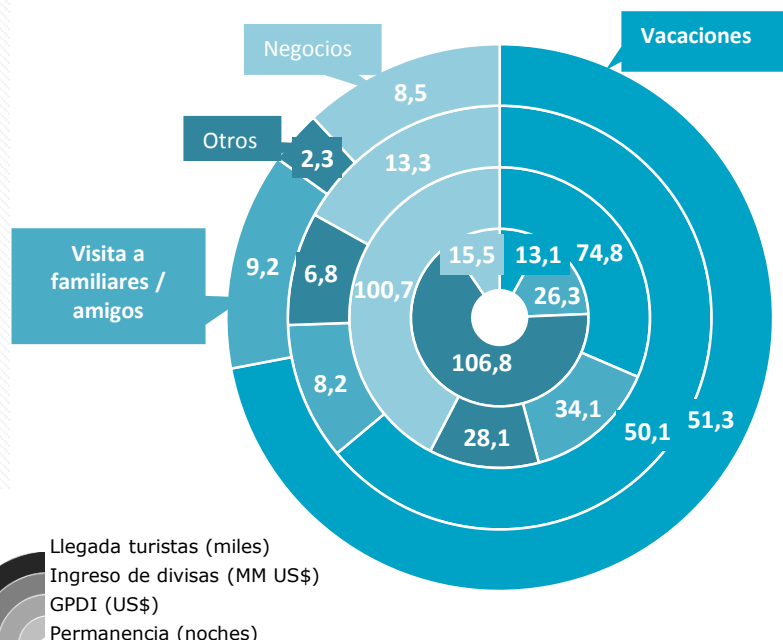 Vacaciones
Negocios
8,5
Otros
2,3
13,3
Visita a
familiares /
amigos
9,2
6,8
100,7
15,5
13,1
74,8
26,3
106,8
8,2
34,1
28,1
50,1
51,3
Llegada turistas (miles)
Ingreso de divisas (MM US$)
GPDI (US$)
Permanencia (noches)